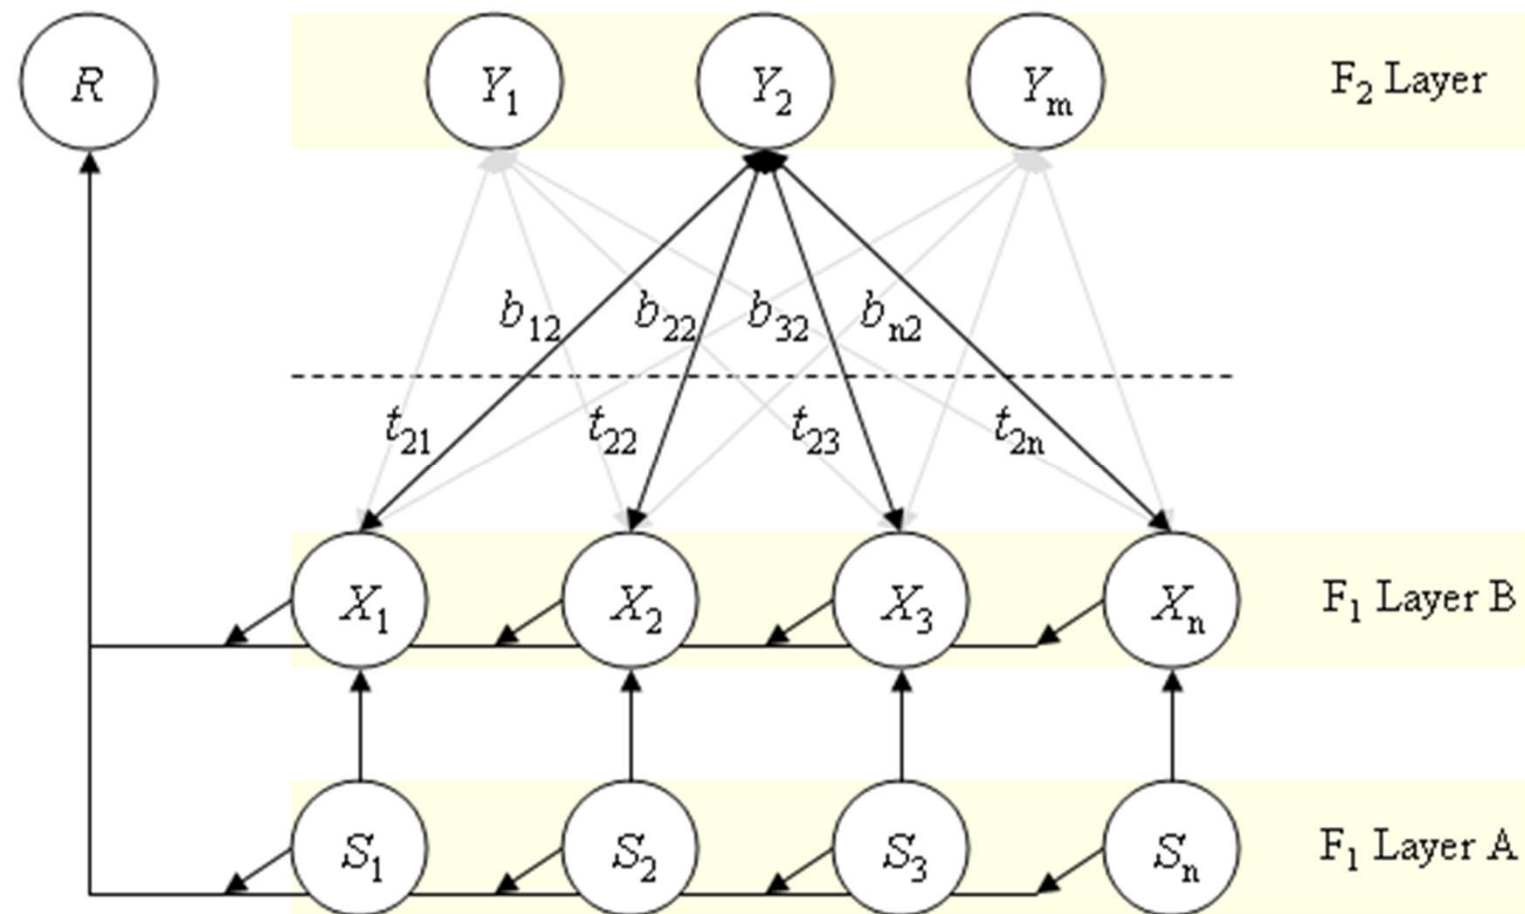 R Y₁ Y₂ Yₘ F₂ Layer
b₁₂ b₂₂ b₃₂ bₙ₂
t₂₁ t₂₂ t₂₃ t₂ₙ
X₁ X₂ X₃ Xₙ F₁ Layer B
S₁ S₂ S₃ Sₙ F₁ Layer A